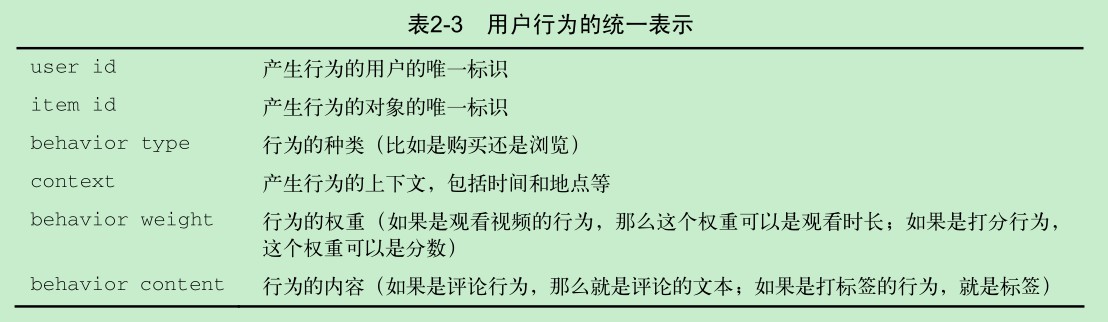 表2-3 用户行为的统一表示
user id 产生行为的用户的唯一标识
item id 产生行为的对象的唯一标识
behavior type 行为的种类（比如是购买还是浏览）
context 产生行为的上下文，包括时间和地点等
behavior weight 行为的权重（如果是观看视频的行为，那么这个权重可以是观看时长；如果是打分行为，
这个权重可以是分数）
behavior content 行为的内容（如果是评论行为，那么就是评论的文本；如果是打标签的行为，就是标签）